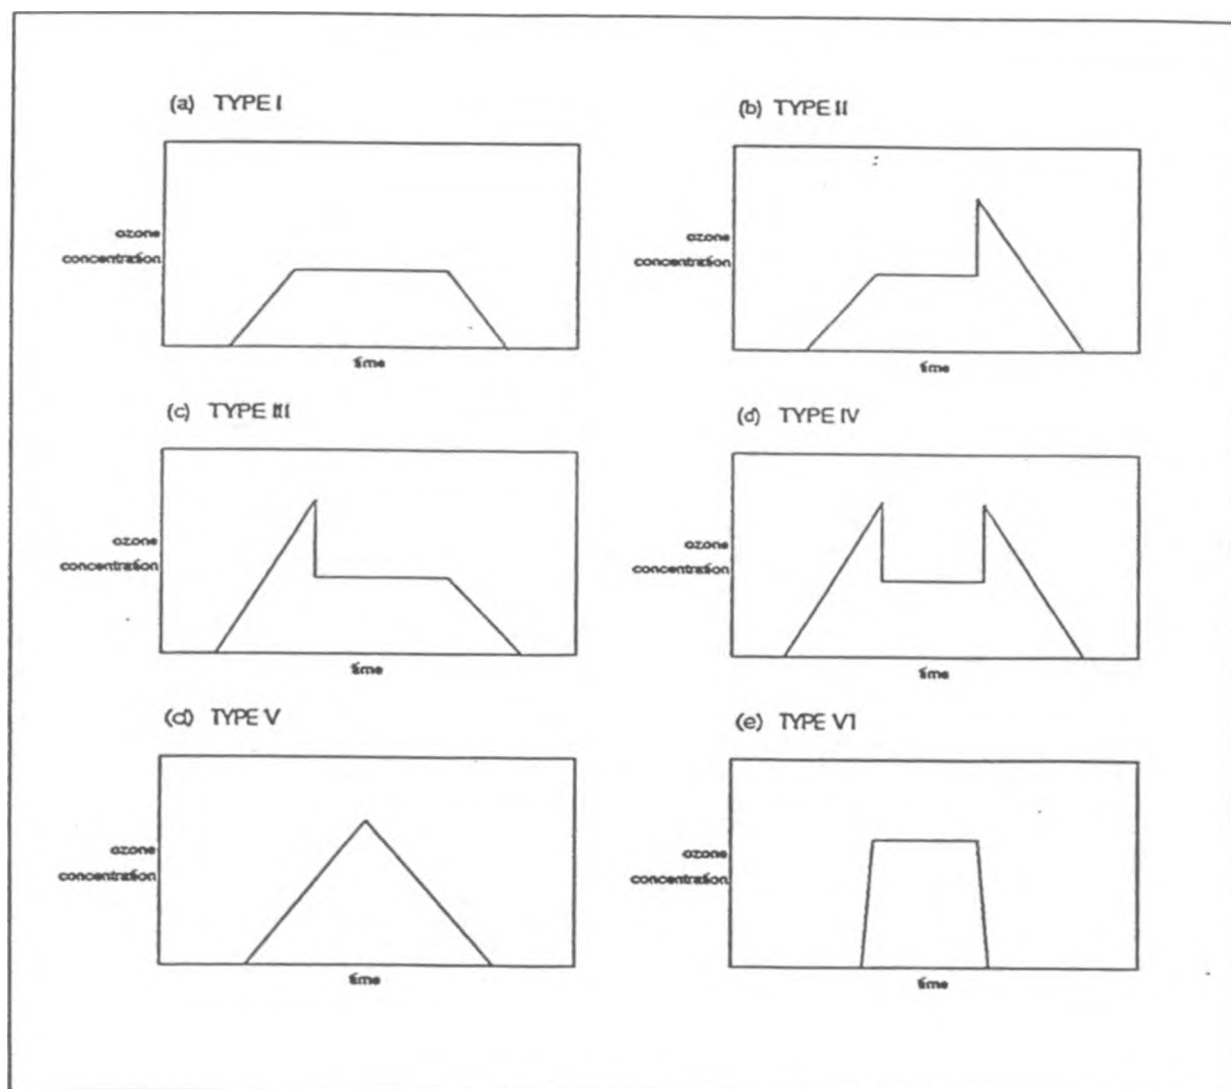 (a) TYPE I
ozone
concentration
time
(b) TYPE II
ozone
concentration
time
(c) TYPE III
ozone
concentration
time
(d) TYPE IV
ozone
concentration
time
(d) TYPE V
ozone
concentration
time
(e) TYPE VI
ozone
concentration
time